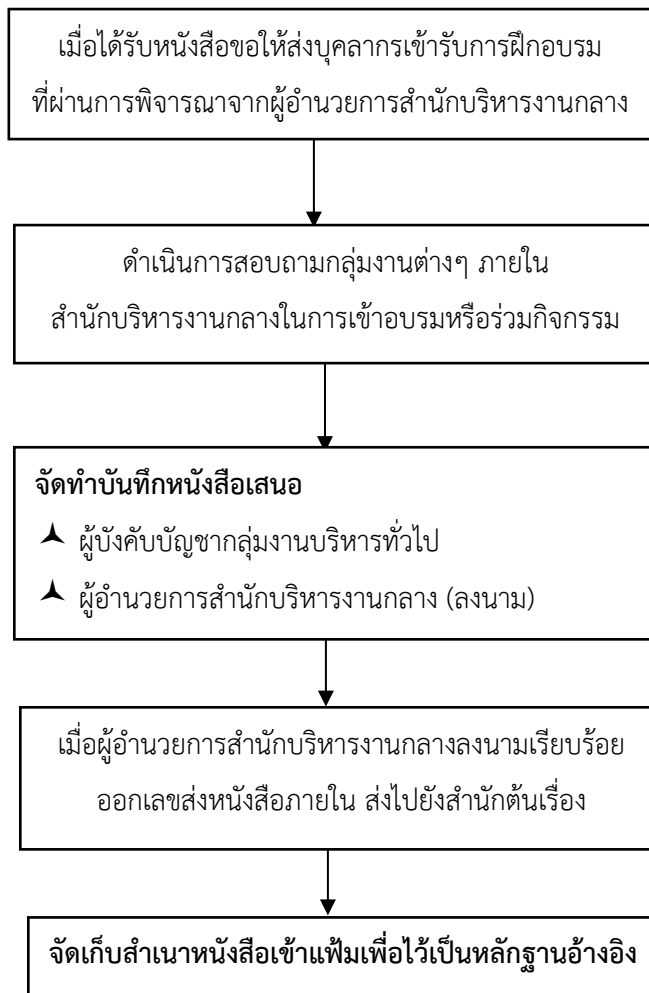 เมื่อได้รับหนังสือขอให้ส่งบุคลากรเข้ารับการฝึกอบรม
ที่ผ่านการพิจารณาจากผู้อำนวยการสำนักบริหารงานกลาง
ดำเนินการสอบถามกลุ่มงานต่างๆ ภายใน
สำนักบริหารงานกลางในการเข้าอบรมหรือร่วมกิจกรรม
จัดทำบันทึกหนังสือเสนอ
ผู้บังคับบัญชากลุ่มงานบริหารทั่วไป
ผู้อำนวยการสำนักบริหารงานกลาง (ลงนาม)
เมื่อผู้อำนวยการสำนักบริหารงานกลางลงนามเรียบร้อย
ออกเลขส่งหนังสือภายใน ส่งไปยังสำนักต้นเรื่อง
จัดเก็บสำเนาหนังสือเข้าแฟ้มเพื่อไว้เป็นหลักฐานอ้างอิง